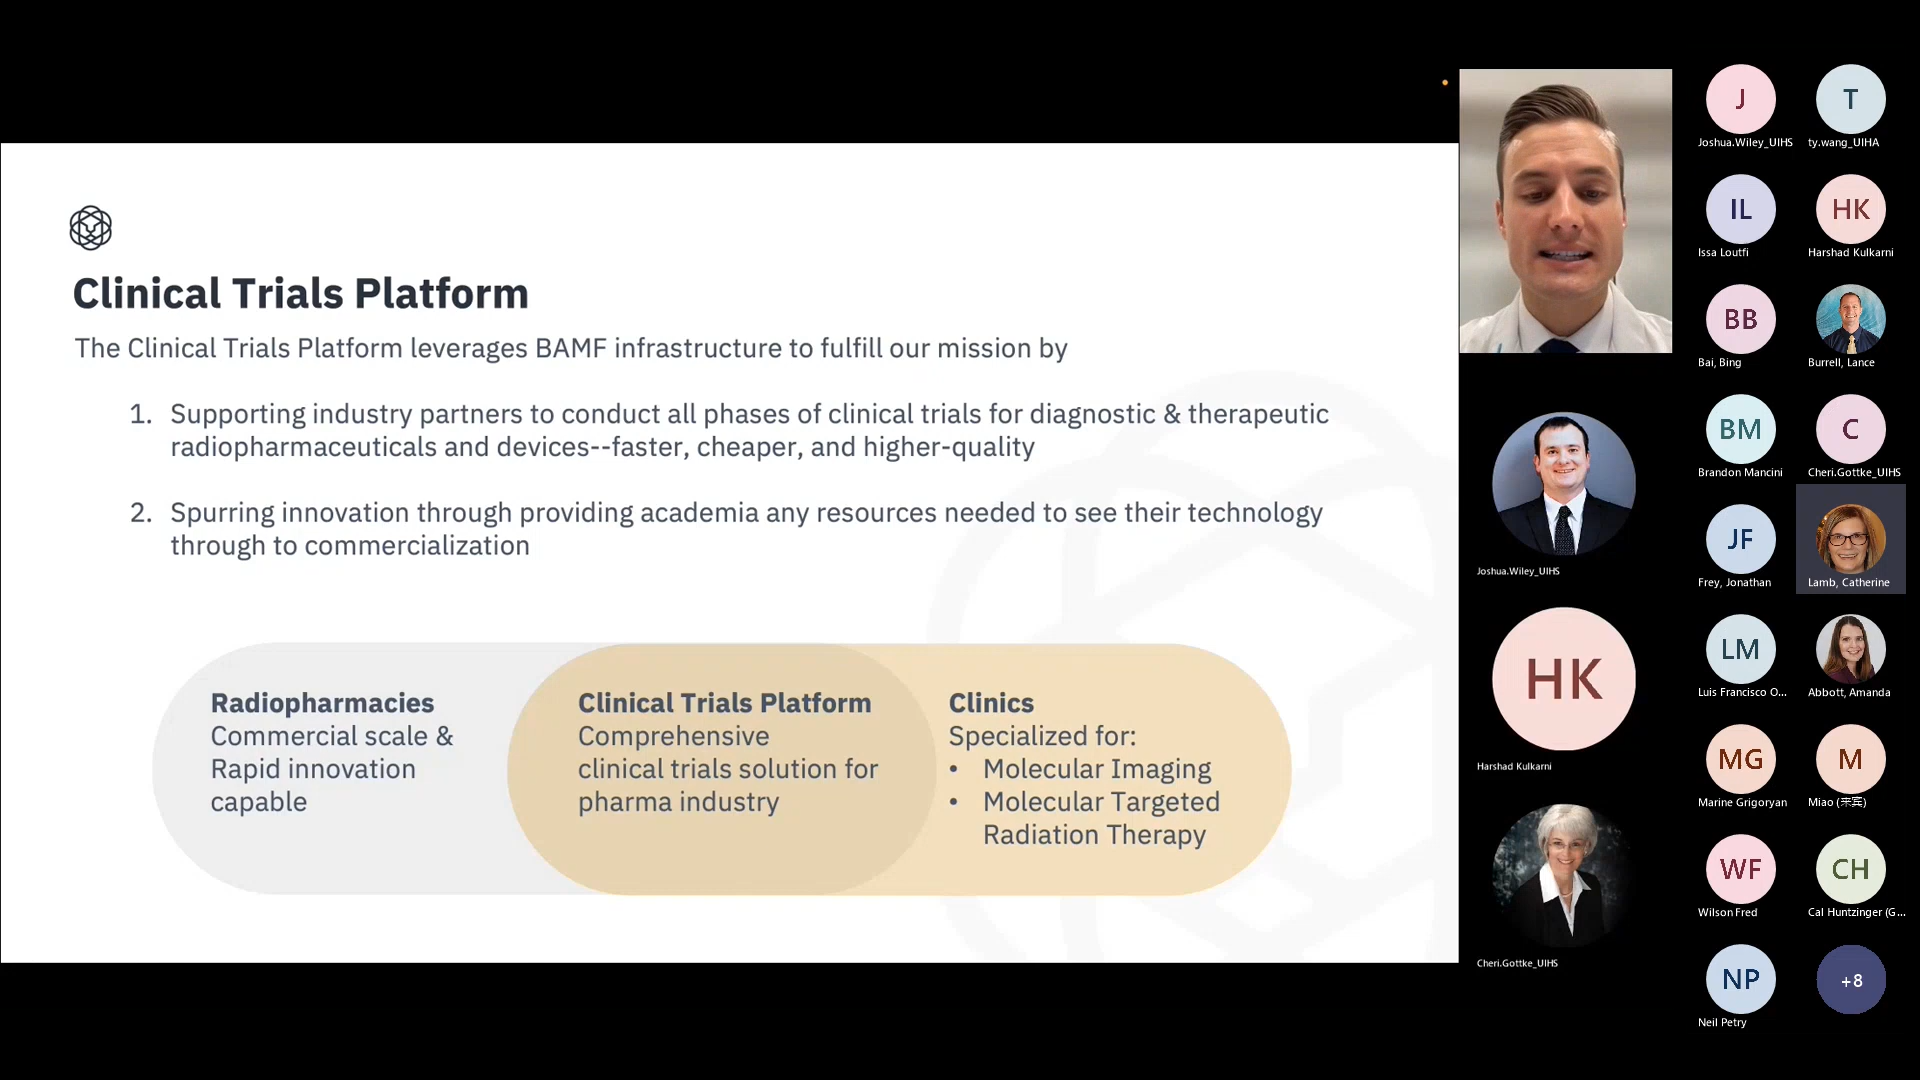 Clinical Trials Platform
The Clinical Trials Platform leverages BAMF infrastructure to fulfill our mission by
1. Supporting industry partners to conduct all phases of clinical trials for diagnostic & therapeutic
radiopharmaceuticals and devices--faster, cheaper, and higher-quality
2. Spurring innovation through providing academia any resources needed to see their technology
through to commercialization
Radiopharmacies
Commercial scale &
Rapid innovation
capable
Clinical Trials Platform
Comprehensive
clinical trials solution for
pharma industry
Clinics
Specialized for:
• Molecular Imaging
• Molecular Targeted
Radiation Therapy
Joshua.Wiley_UIHS
HK
Harshad Kulkarni
Cheri.Gottke_UIHS
J
Joshua.Wiley_UIHS
T
ty.wang_UIHA
IL
Issa Loutfi
HK
Harshad Kulkarni
BB
Bai, Bing
Burrell, Lance
BM
Brandon Mancini
C
Cheri.Gottke_UIHS
JF
Frey, Jonathan
Lamb, Catherine
LM
Luis Francisco O...
Abbott, Amanda
MG
Marine Grigoryan
M
Miao (来宾)
WF
Wilson Fred
CH
Cal Huntzinger (G...
NP
Neil Petry
+8